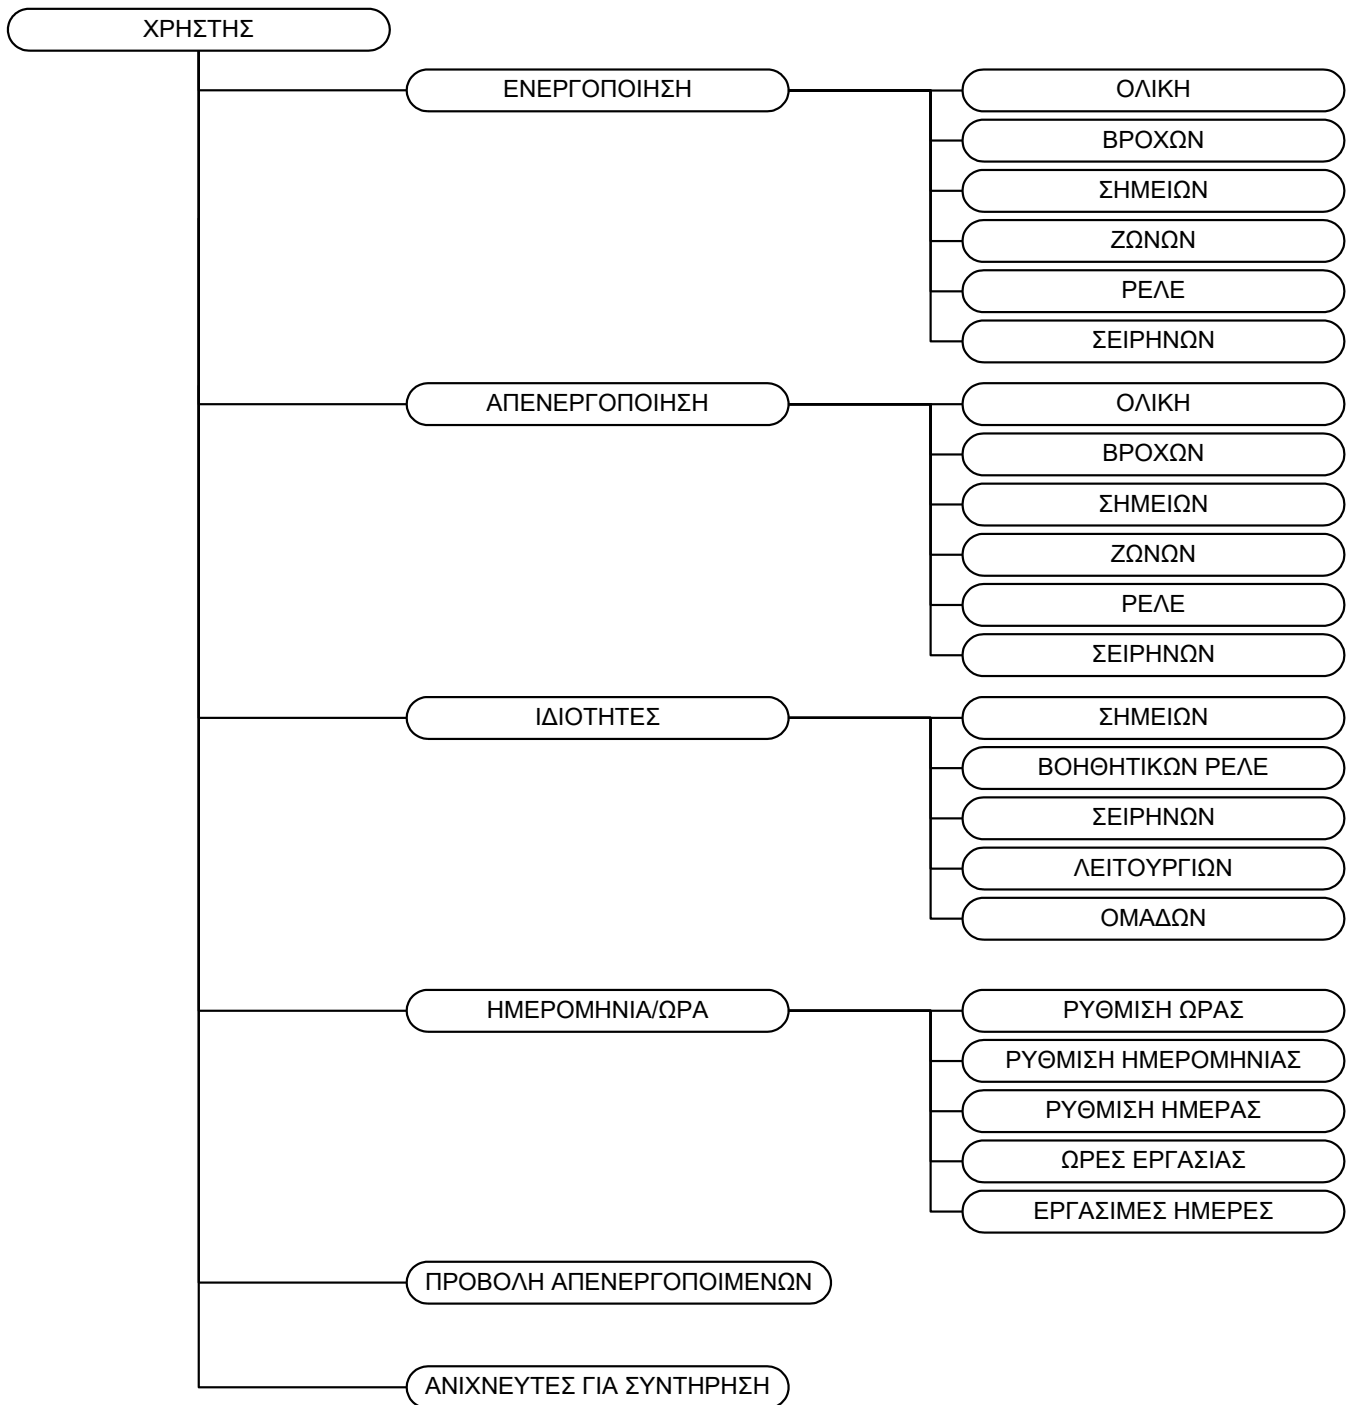 ΧΡΗΣΤΗΣ
ΕΝΕΡΓΟΠΟΙΗΣΗ
ΟΛΙΚΗ
ΒΡΟΧΩΝ
ΣΗΜΕΙΩΝ
ΖΩΝΩΝ
ΡΕΛΕ
ΣΕΙΡΗΝΩΝ
ΑΠΕΝΕΡΓΟΠΟΙΗΣΗ
ΟΛΙΚΗ
ΒΡΟΧΩΝ
ΣΗΜΕΙΩΝ
ΖΩΝΩΝ
ΡΕΛΕ
ΣΕΙΡΗΝΩΝ
ΙΔΙΟΤΗΤΕΣ
ΣΗΜΕΙΩΝ
ΒΟΗΘΗΤΙΚΩΝ ΡΕΛΕ
ΣΕΙΡΗΝΩΝ
ΛΕΙΤΟΥΡΓΙΩΝ
ΟΜΑΔΩΝ
ΗΜΕΡΟΜΗΝΙΑ/ΩΡΑ
ΡΥΘΜΙΣΗ ΩΡΑΣ
ΡΥΘΜΙΣΗ ΗΜΕΡΟΜΗΝΙΑΣ
ΡΥΘΜΙΣΗ ΗΜΕΡΑΣ
ΩΡΕΣ ΕΡΓΑΣΙΑΣ
ΕΡΓΑΣΙΜΕΣ ΗΜΕΡΕΣ
ΠΡΟΒΟΛΗ ΑΠΕΝΕΡΓΟΠΟΙΜΕΝΩΝ
ΑΝΙΧΝΕΥΤΕΣ ΓΙΑ ΣΥΝΤΗΡΗΣΗ